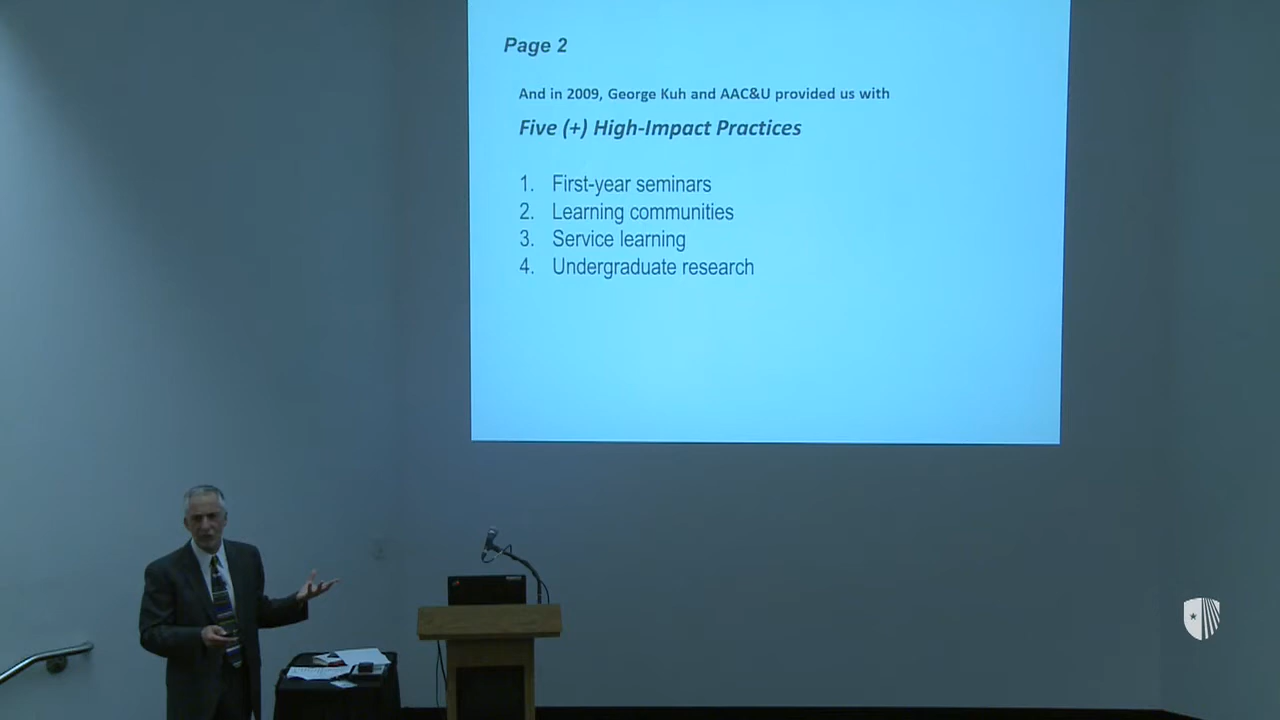 Page 2
And in 2009, George Kuh and AAC&U provided us with
Five (+) High-Impact Practices
1. First-year seminars
2. Learning communities
3. Service learning
4. Undergraduate research